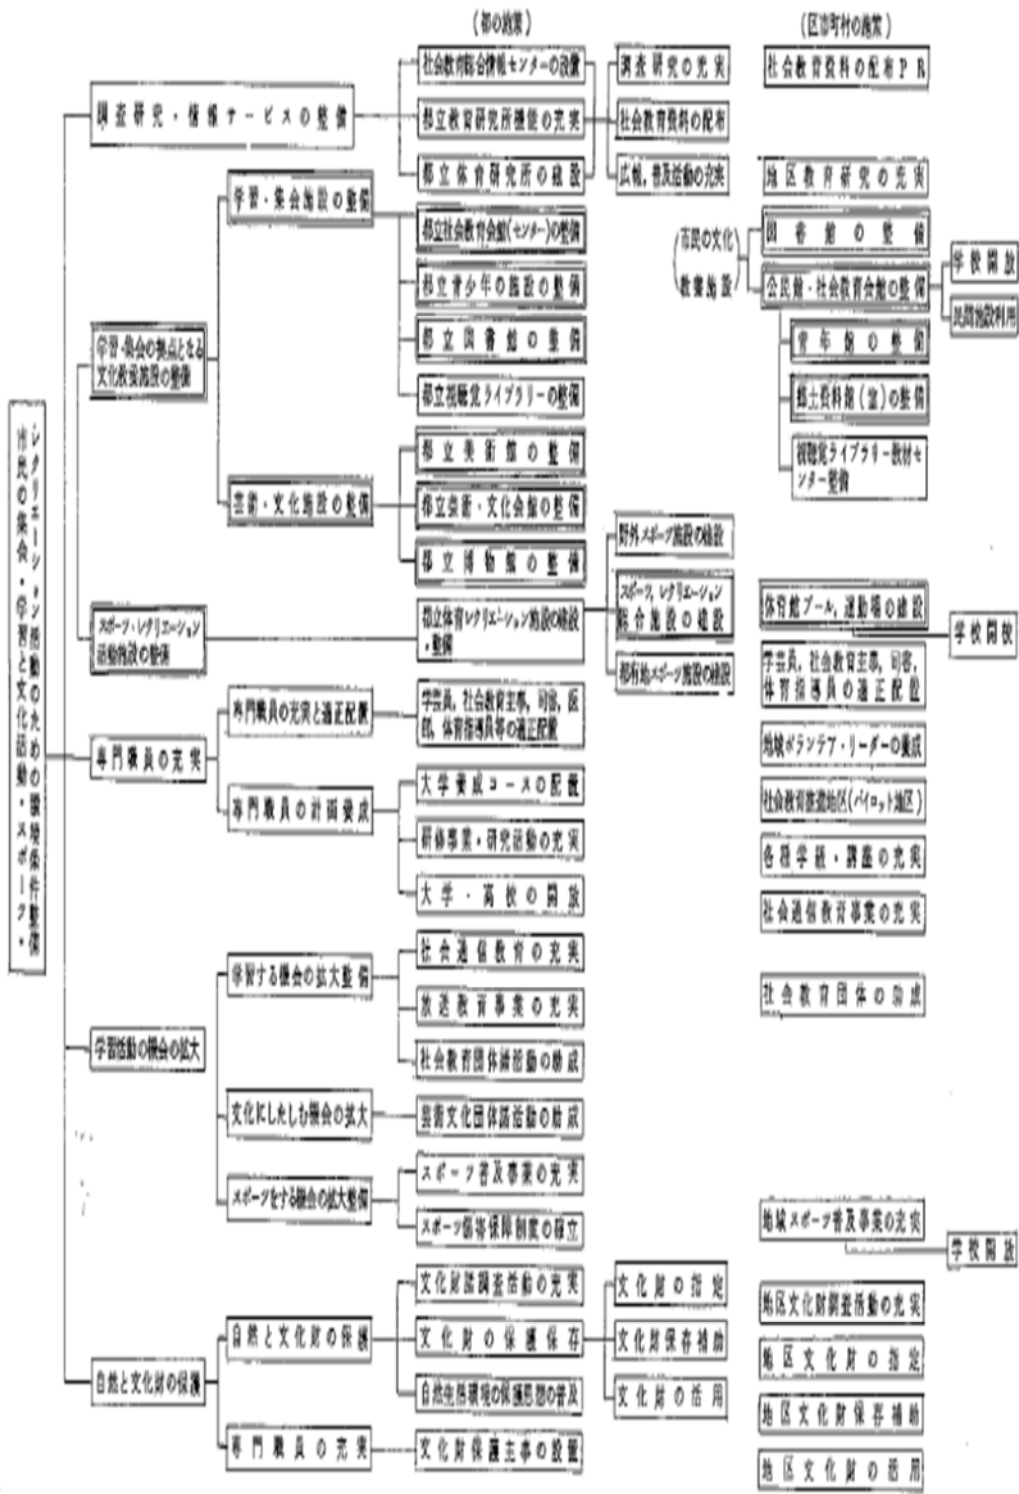 (都の施策)
(区市町村の施策)
市民の集会・学習と文化活動・スポーツ・
レクリエーション活動のための環境条件整備
調査研究・情報サービスの整備
社会教育総合情報センターの設置
都立教育研究所機能の充実
都立体育研究所の建設
調査研究の充実
社会教育資料の配布
広報,普及活動の充実
社会教育資料の配布PR
地区教育研究の充実
学習・集会の拠点となる
文化教養施設の整備
学習・集会施設の整備
都立社会教育会館(センター)の整備
都立青少年の施設の整備
都立図書館の整備
都立視聴覚ライブラリーの整備
芸術・文化施設の整備
都立美術館の整備
都立芸術・文化会館の整備
都立博物館の整備
市民の文化
教養施設
図書館の整備
公民館・社会教育会館の整備
学校開放
民間施設利用
青年館の整備
郷土資料館(室)の整備
視聴覚ライブラリー教材セ
ンター整備
スポーツ・レクリエーション
活動施設の整備
都立体育レクリエーション施設の建設
・整備
野外スポーツ施設の建設
スポーツ,レクリエーション
総合施設の建設
都有地スポーツ施設の建設
体育館プール,運動場の建設
学校開放
専門職員の充実
専門職員の充実と適正配置
学芸員,社会教育主事,司書,医
師,体育指導員等の適正配置
専門職員の計画養成
大学養成コースの配置
研修事業・研究活動の充実
大学・高校の開放
学芸員,社会教育主事,司書,
体育指導員の適正配置
地域ボランテア・リーダーの養成
社会教育推進地区(パイロット地区)
各種学級・講座の充実
社会通信教育事業の充実
社会教育団体の助成
学習活動の機会の拡大
学習する機会の拡大整備
社会通信教育の充実
放送教育事業の充実
社会教育団体諸活動の助成
文化にしたしむ機会の拡大
芸術文化団体諸活動の助成
スポーツをする機会の拡大整備
スポーツ普及事業の充実
スポーツ傷害保障制度の確立
地域スポーツ普及事業の充実
学校開放
自然と文化財の保護
自然と文化財の保護
文化財諸調査活動の充実
文化財の保護保存
自然生態環境の保護思想の普及
文化財の指定
文化財保存補助
文化財の活用
専門職員の充実
文化財保護主事の設置
地区文化財調査活動の充実
地区文化財の指定
地区文化財保存補助
地区文化財の活用